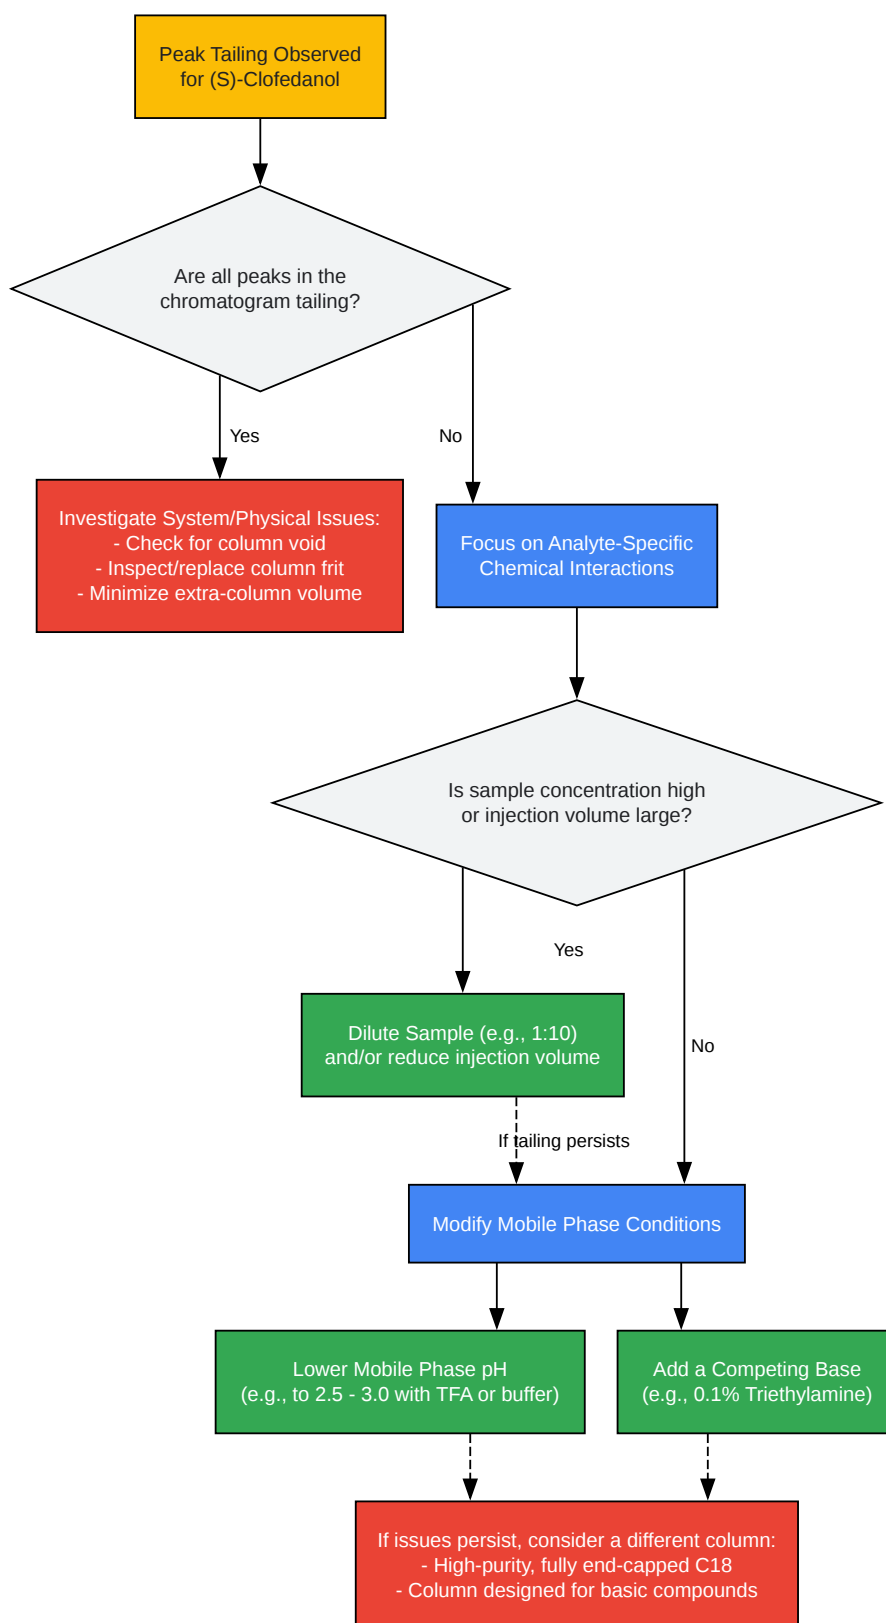 Peak Tailing Observed
for (S)-Clofedanol
Are all peaks in the
chromatogram tailing?
Yes
No
Investigate System/Physical Issues:
- Check for column void
- Inspect/replace column frit
- Minimize extra-column volume
Focus on Analyte-Specific
Chemical Interactions
Is sample concentration high
or injection volume large?
Yes
Dilute Sample (e.g., 1:10)
and/or reduce injection volume
No
If tailing persists
Modify Mobile Phase Conditions
Lower Mobile Phase pH
(e.g., to 2.5 - 3.0 with TFA or buffer)
Add a Competing Base
(e.g., 0.1% Triethylamine)
If issues persist, consider a different column:
- High-purity, fully end-capped C18
- Column designed for basic compounds